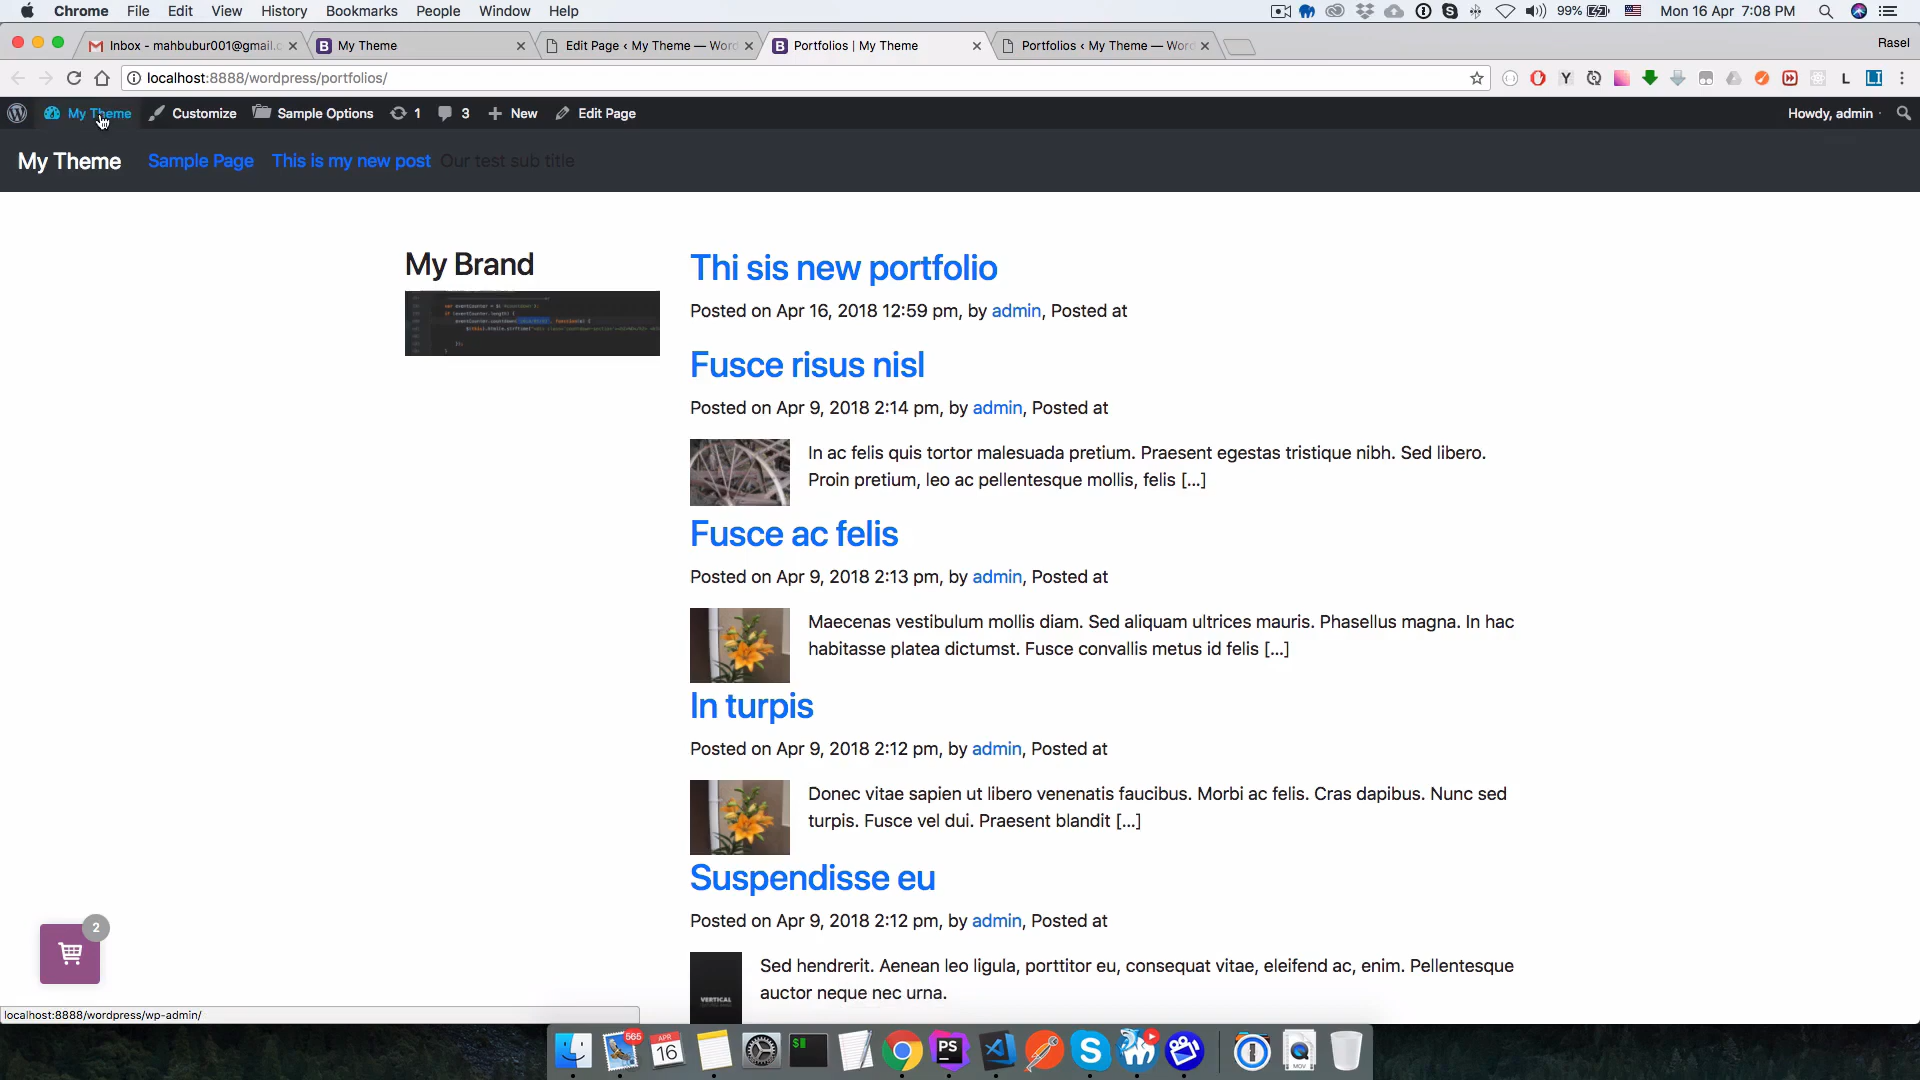 Chrome File Edit View History Bookmarks People Window Help 99% Mon 16 Apr 7:08 PM
Inbox - mahbubur001@gmail.c My Theme Edit Page ‹ My Theme — Word Portfolios | My Theme Portfolios ‹ My Theme — Word Rasel
localhost:8888/wordpress/portfolios/
My Theme Customize Sample Options 1 3 New Edit Page Howdy, admin
My Theme Sample Page This is my new post Our test sub title
My Brand
Thi sis new portfolio
Posted on Apr 16, 2018 12:59 pm, by admin, Posted at
Fusce risus nisl
Posted on Apr 9, 2018 2:14 pm, by admin, Posted at
In ac felis quis tortor malesuada pretium. Praesent egestas tristique nibh. Sed libero.
Proin pretium, leo ac pellentesque mollis, felis [...]
Fusce ac felis
Posted on Apr 9, 2018 2:13 pm, by admin, Posted at
Maecenas vestibulum mollis diam. Sed aliquam ultrices mauris. Phasellus magna. In hac
habitasse platea dictumst. Fusce convallis metus id felis [...]
In turpis
Posted on Apr 9, 2018 2:12 pm, by admin, Posted at
Donec vitae sapien ut libero venenatis faucibus. Morbi ac felis. Cras dapibus. Nunc sed
turpis. Fusce vel dui. Praesent blandit [...]
Suspendisse eu
Posted on Apr 9, 2018 2:12 pm, by admin, Posted at
Sed hendrerit. Aenean leo ligula, porttitor eu, consequat vitae, eleifend ac, enim. Pellentesque
auctor neque nec urna.
VERTICAL
2
localhost:8888/wordpress/wp-admin/
565
APR
16
PS
MOV